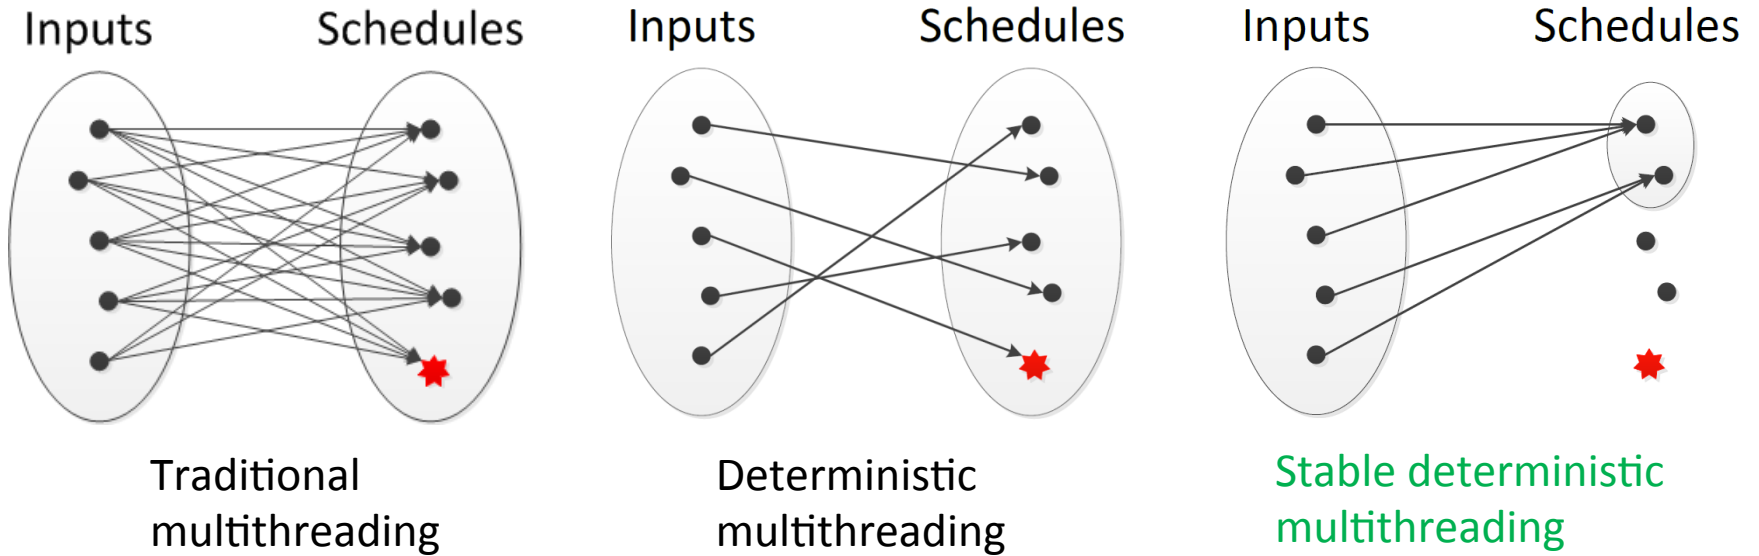 Inputs
Schedules
Inputs
Schedules
Inputs
Schedules
Traditional
multithreading
Deterministic
multithreading
Stable deterministic
multithreading